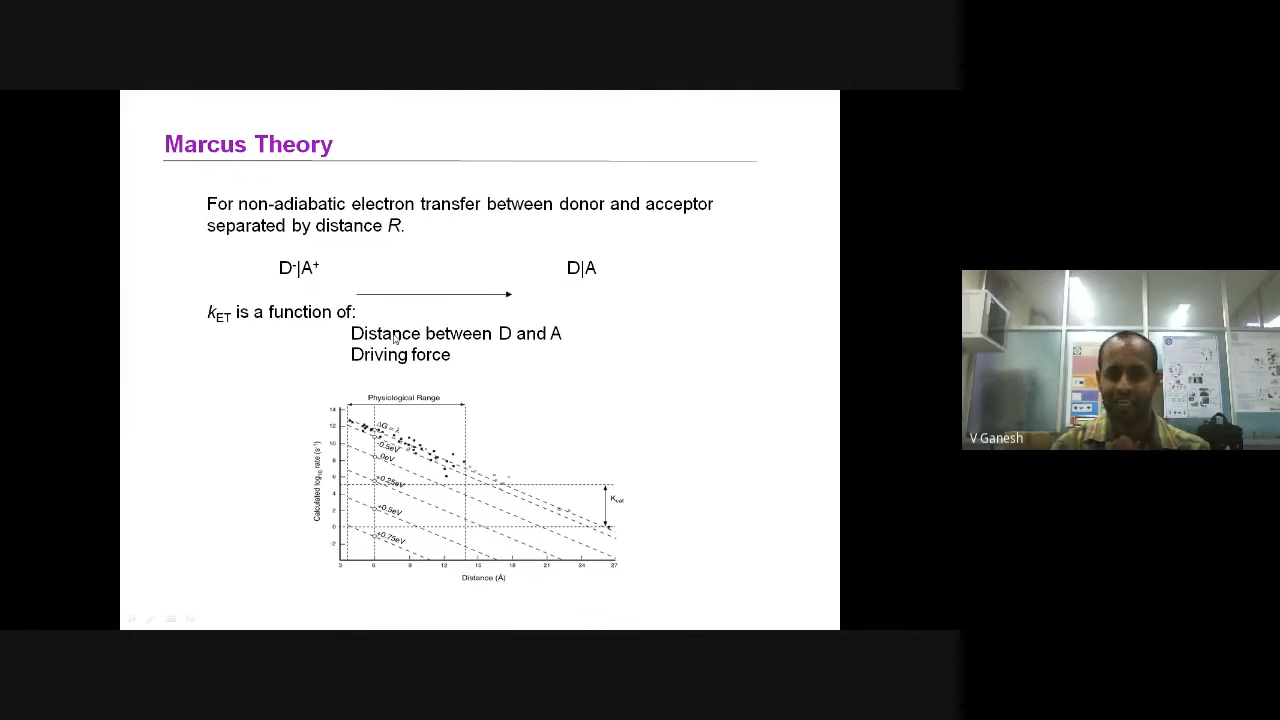 Marcus Theory
For non-adiabatic electron transfer between donor and acceptor
separated by distance R.
D⁻|A⁺ D|A
kET is a function of:
Distance between D and A
Driving force
Physiological Range
Calculated log₁₀ rate (s⁻¹)
14
12
10
8
6
4
2
0
-2
ΔG = λ
-0.5eV
0eV
+0.25eV
+0.5eV
+0.75eV
Kcat
3 6 9 12 15 18 21 24 27
Distance (Å)
V Ganesh